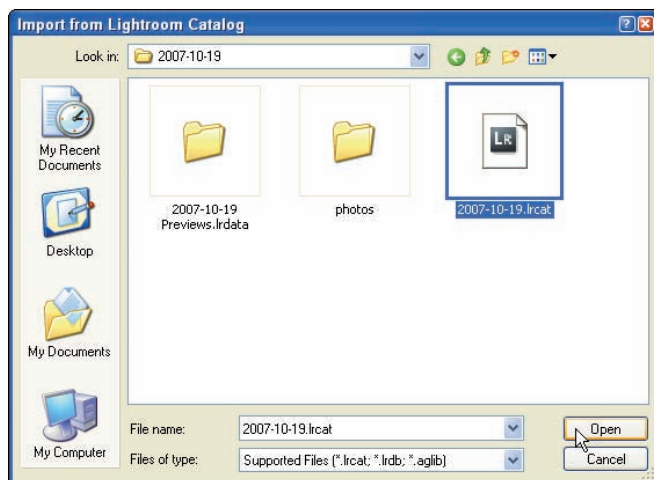 Import from Lightroom Catalog
Look in:
2007-10-19
My Recent
Documents
Desktop
My Documents
My Computer
2007-10-19
Previews.lrdata
photos
LR
2007-10-19.lrcat
File name:
2007-10-19.lrcat
Open
Files of type:
Supported Files (*.lrcat; *.lrdb; *.aglib)
Cancel